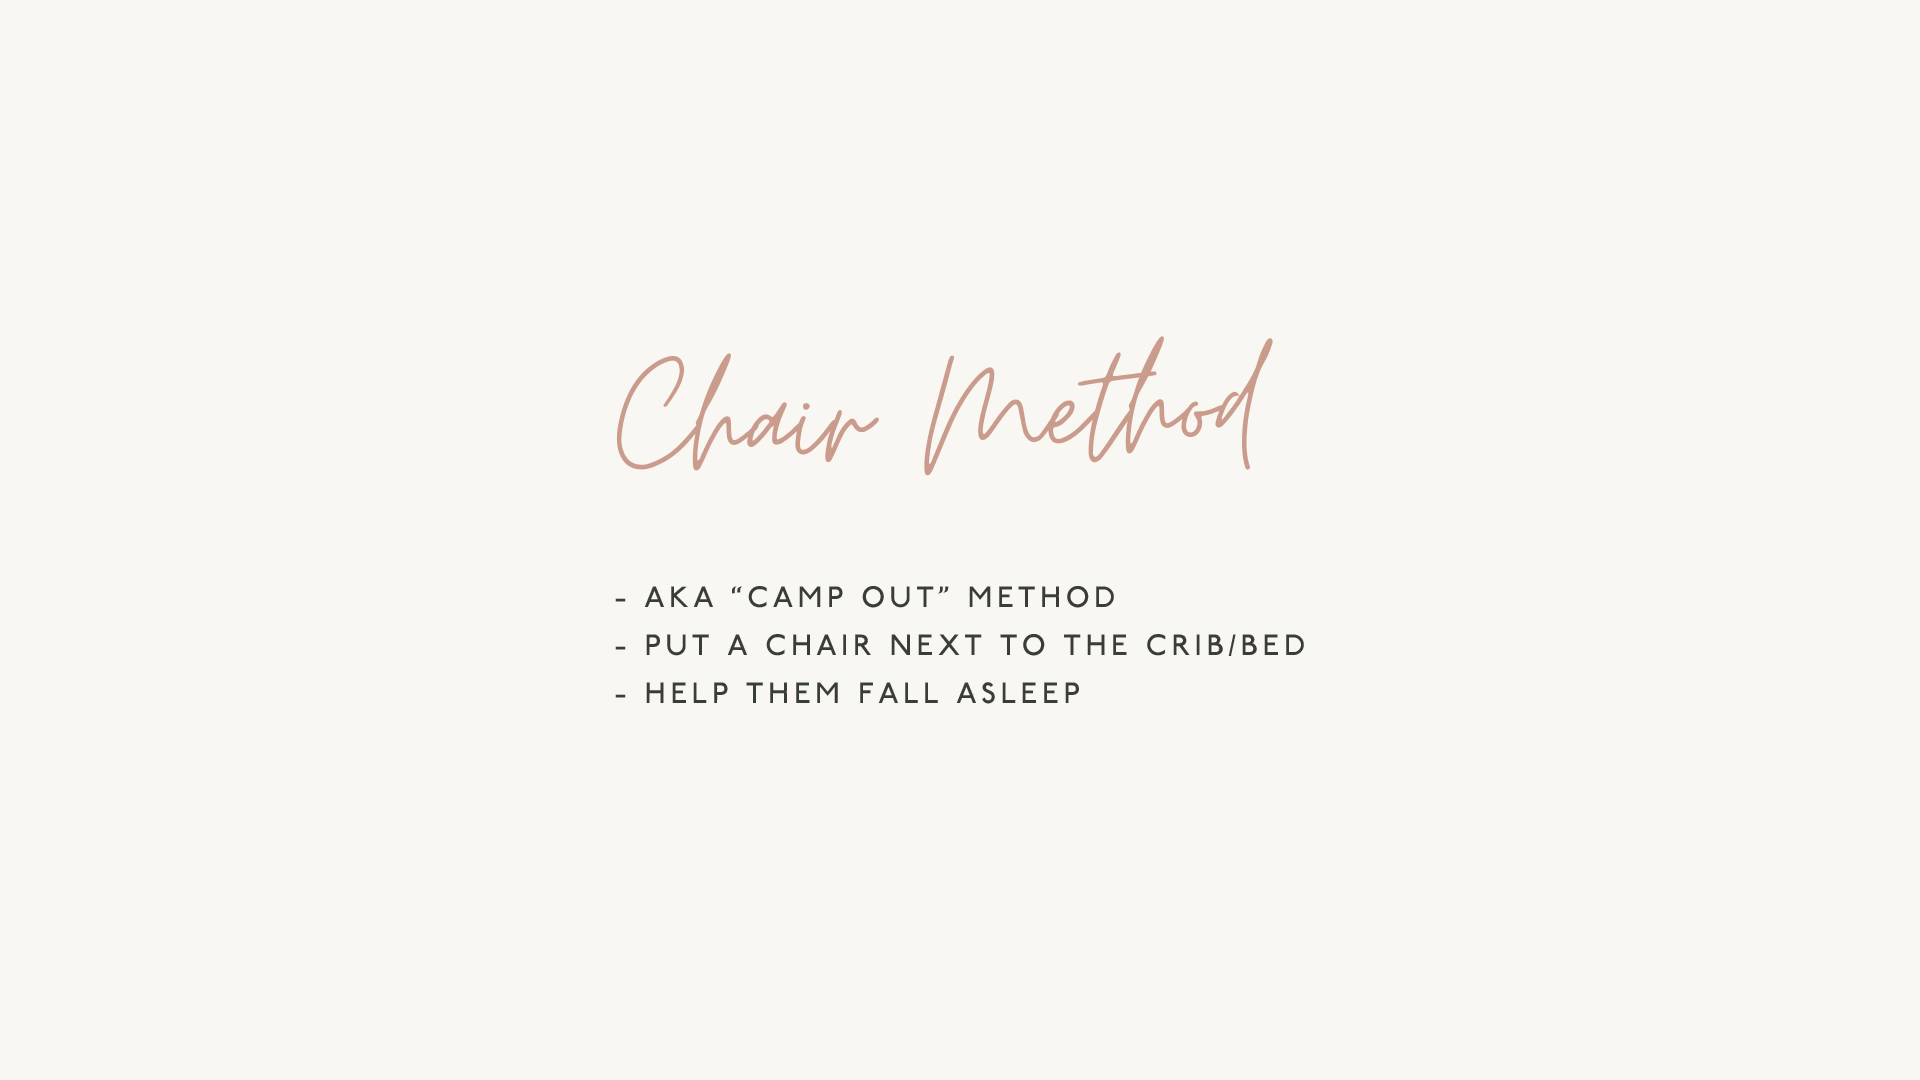 Chair Method
- AKA “CAMP OUT” METHOD
- PUT A CHAIR NEXT TO THE CRIB/BED
- HELP THEM FALL ASLEEP